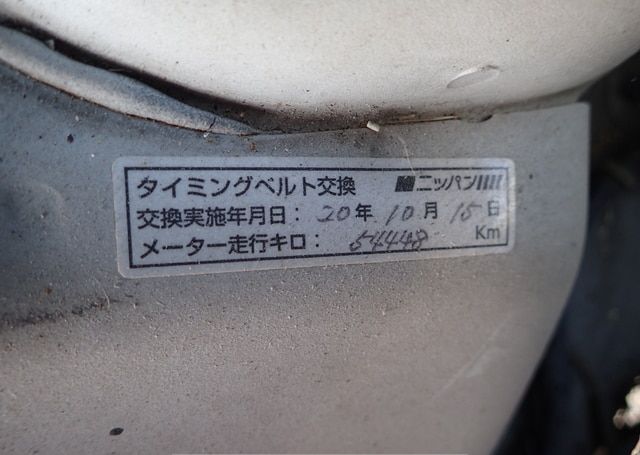 タイミングベルト交換 ニッパン
交換実施年月日：20年10月15日
メーター走行キロ：54448 Km